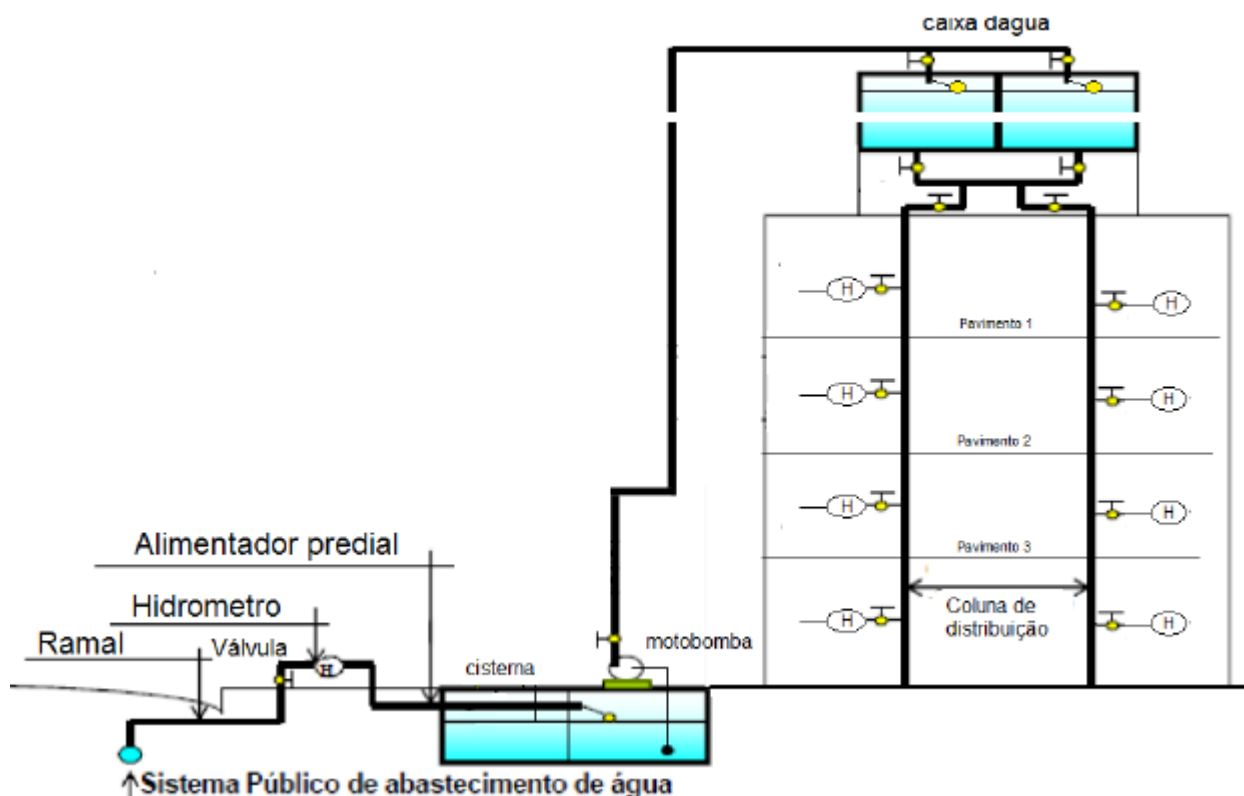 caixa dagua
H
H
Pavimento 1
H
H
Pavimento 2
H
H
Pavimento 3
Coluna de
distribuição
H
H
Alimentador predial
Hidrometro
Ramal
Válvula
H
cisterna
motobomba
Sistema Público de abastecimento de água